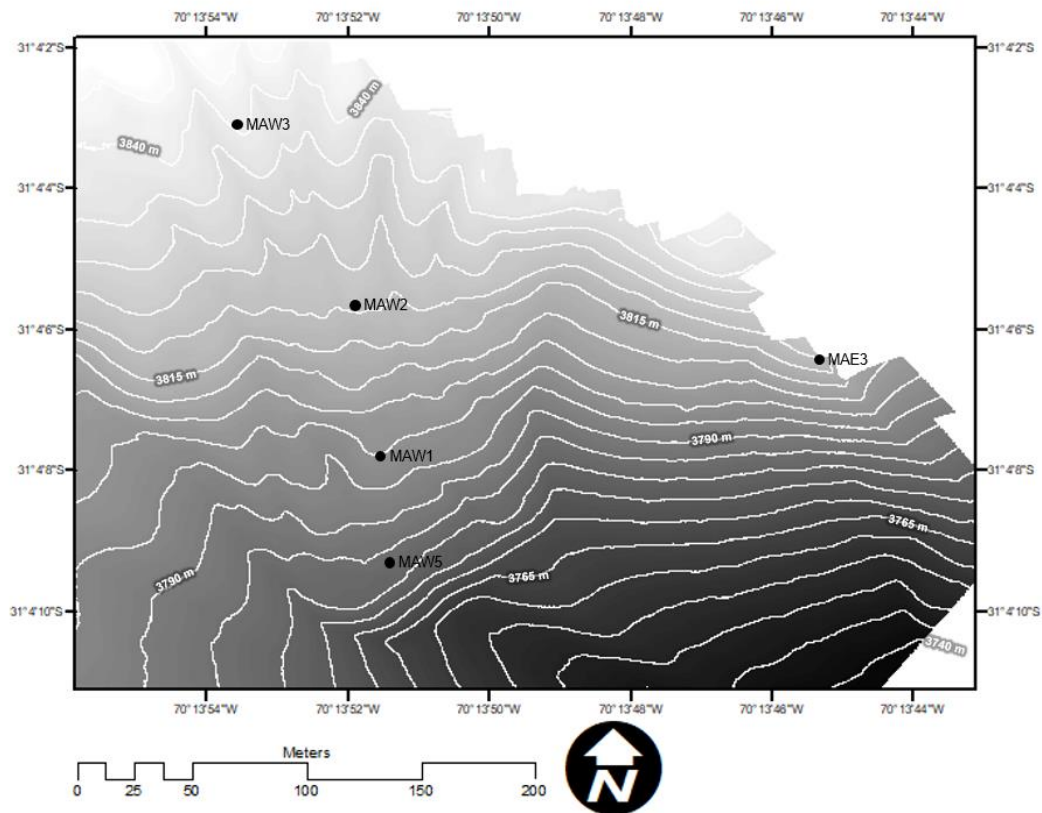 70°13'54"W 70°13'52"W 70°13'50"W 70°13'48"W 70°13'46"W 70°13'44"W
31°4'2"S 31°4'2"S
3840 m
MAW3
3840 m
31°4'4"S 31°4'4"S
MAW2
3815 m
31°4'6"S 31°4'6"S
MAE3
3815 m
3790 m
MAW1
31°4'8"S 31°4'8"S
3765 m
MAW5
3765 m
3790 m
31°4'10"S 31°4'10"S
3740 m
70°13'54"W 70°13'52"W 70°13'50"W 70°13'48"W 70°13'46"W 70°13'44"W
Meters
0 25 50 100 150 200
N